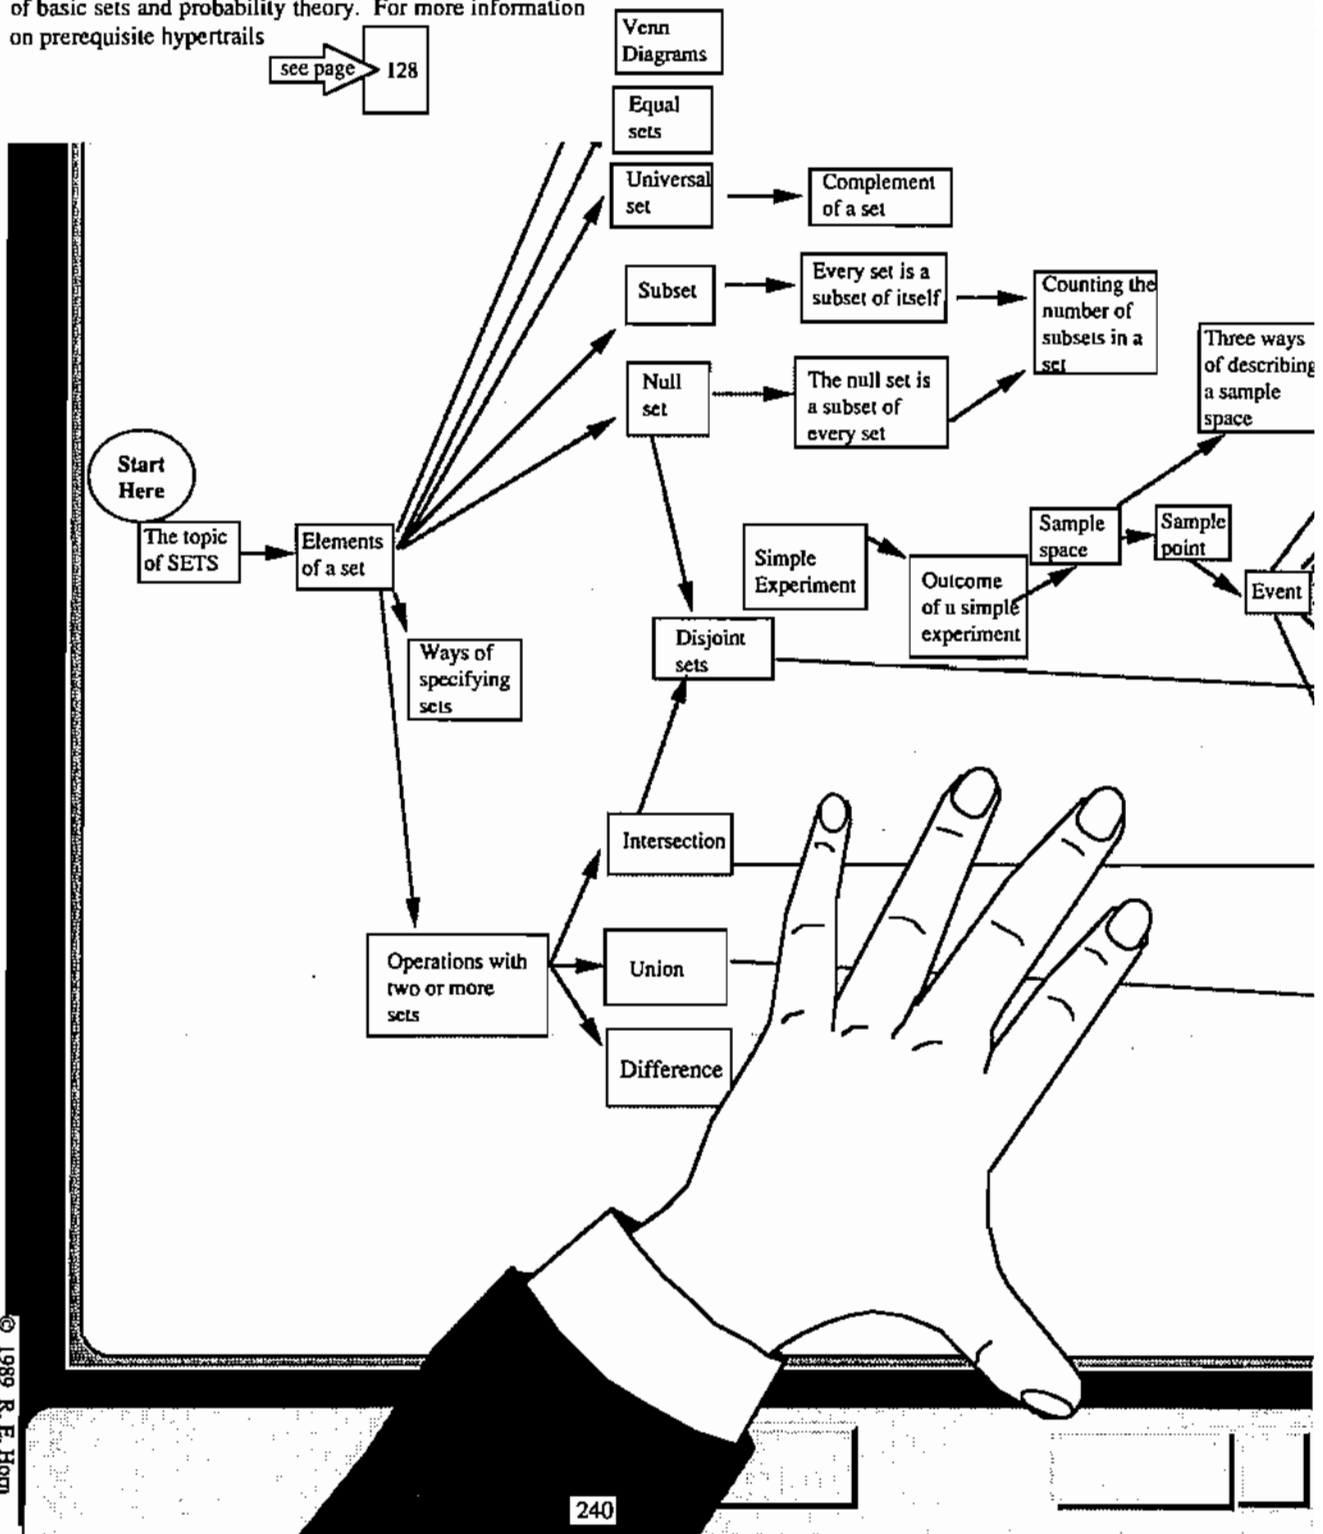 of basic sets and probability theory.  For more information
on prerequisite hypertrails
see page
128
Venn
Diagrams
Equal
sets
Universal
set
Complement
of a set
Subset
Every set is a
subset of itself
Counting the
number of
subsets in a
set
Null
set
The null set is
a subset of
every set
Three ways
of describing
a sample
space
Start
Here
The topic
of SETS
Elements
of a set
Ways of
specifying
sets
Simple
Experiment
Outcome
of a simple
experiment
Sample
space
Sample
point
Event
Disjoint
sets
Intersection
Operations with
two or more
sets
Union
Difference
© 1989 R. E. Horn
240